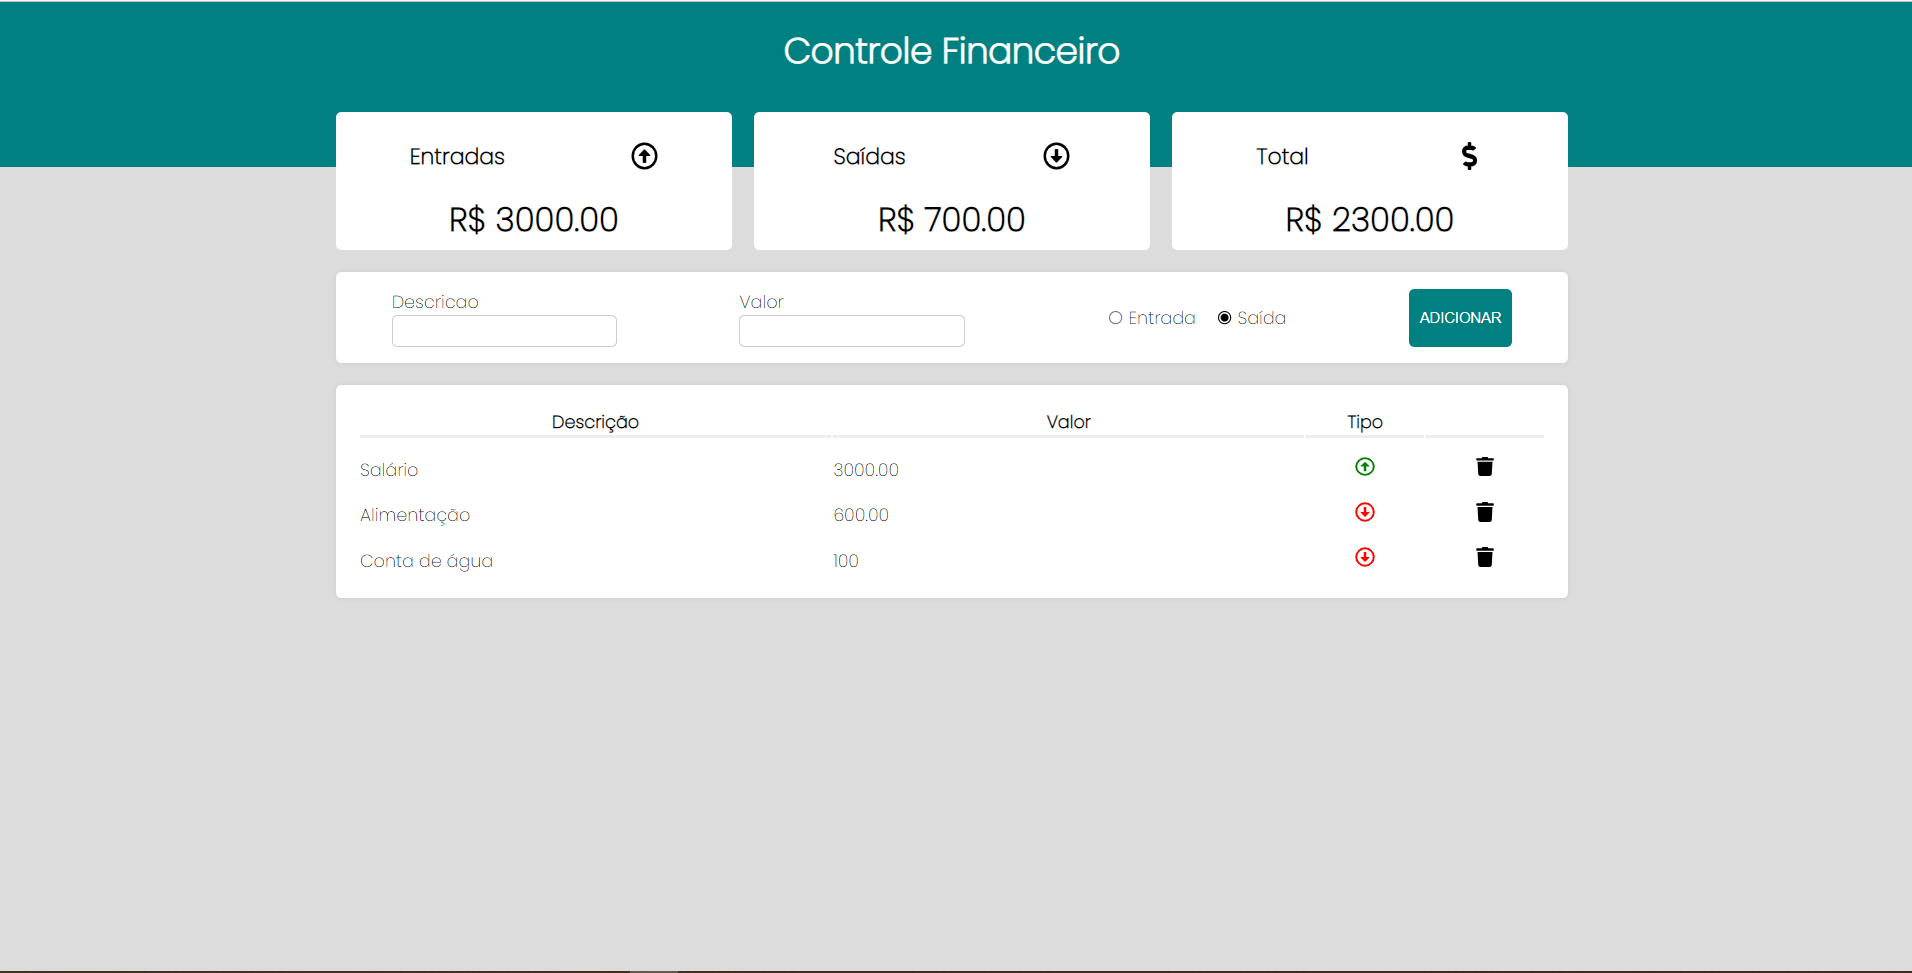 Controle Financeiro
Entradas
R$ 3000.00
Saídas
R$ 700.00
Total
$
R$ 2300.00
Descricao
Valor
Entrada
Saída
ADICIONAR
Descrição Valor Tipo
Salário 3000.00
Alimentação 600.00
Conta de água 100